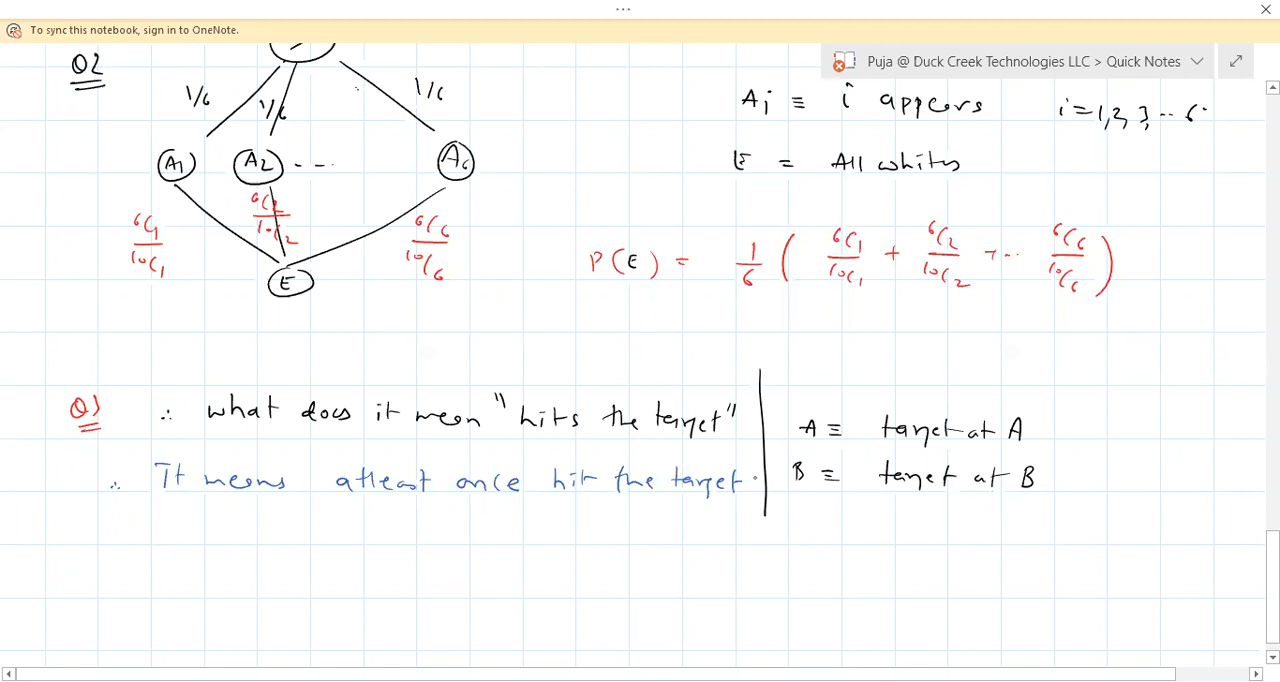 ...
To sync this notebook, sign in to OneNote.
Puja @ Duck Creek Technologies LLC > Quick Notes
Q2
1/6 1/6 1/6
A1 A2 - - - A6
⁶C₁/¹⁰C₁ ⁶C₂/¹⁰C₂ ⁶C₆/¹⁰C₆
E
Ai ≡ i appears i=1,2,3,...6
E = All whites
P(E) = 1/6 ( ⁶C₁/¹⁰C₁ + ⁶C₂/¹⁰C₂ + ... ⁶C₆/¹⁰C₆ )
Q3 ∴ what does it mean "hits the target"
∴ It means atleast once hit the target.
A ≡ target at A
B ≡ target at B